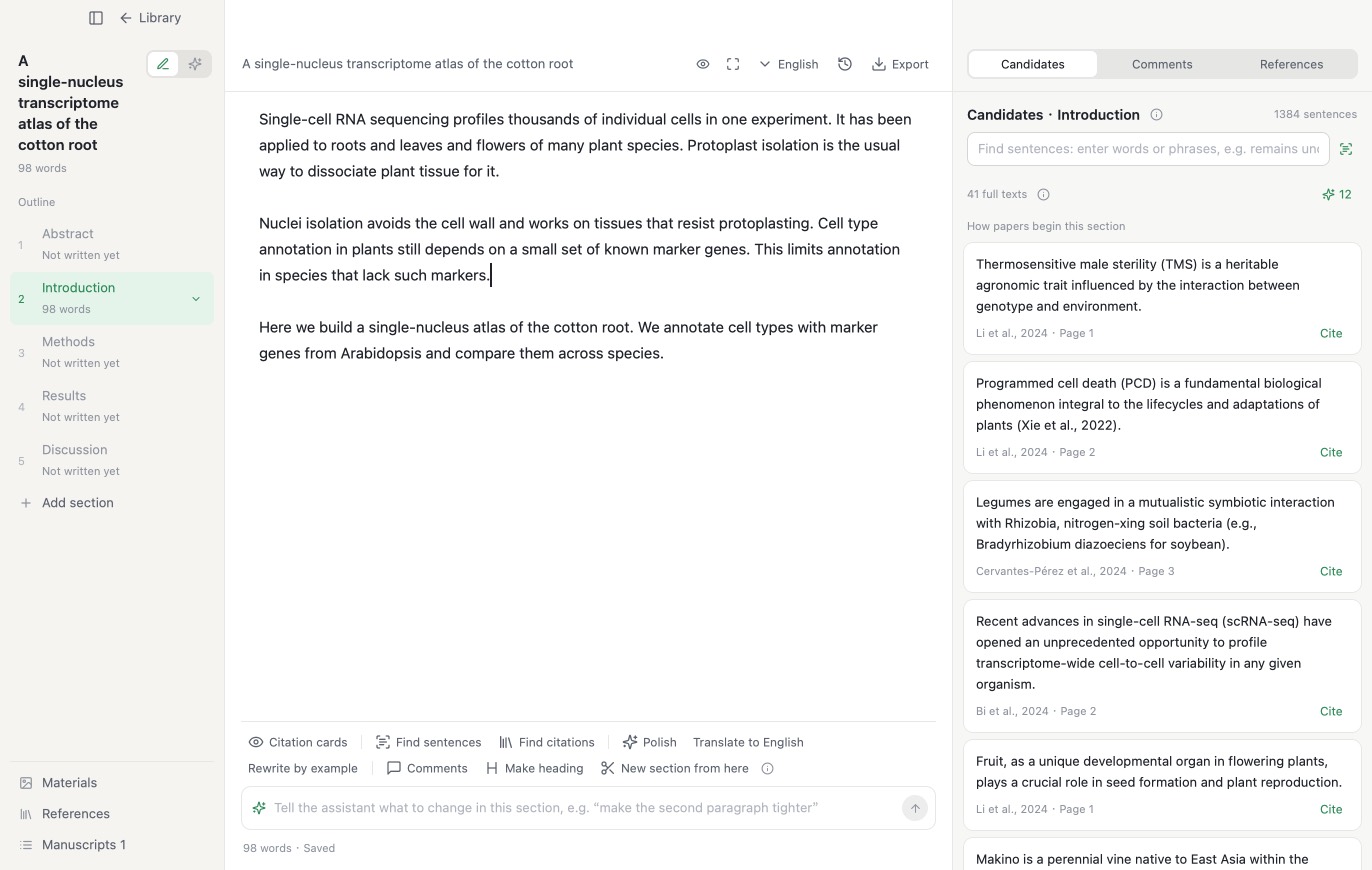 Library
A
single-nucleus
transcriptome
atlas of the
cotton root
98 words
Outline
1
Abstract
Not written yet
2
Introduction
98 words
3
Methods
Not written yet
4
Results
Not written yet
5
Discussion
Not written yet
Add section
Materials
References
Manuscripts 1
A single-nucleus transcriptome atlas of the cotton root
English
Export
Single-cell RNA sequencing profiles thousands of individual cells in one experiment. It has been
applied to roots and leaves and flowers of many plant species. Protoplast isolation is the usual
way to dissociate plant tissue for it.
Nuclei isolation avoids the cell wall and works on tissues that resist protoplasting. Cell type
annotation in plants still depends on a small set of known marker genes. This limits annotation
in species that lack such markers.
Here we build a single-nucleus atlas of the cotton root. We annotate cell types with marker
genes from Arabidopsis and compare them across species.
Citation cards
Find sentences
Find citations
Polish
Translate to English
Rewrite by example
Comments
Make heading
New section from here
Tell the assistant what to change in this section, e.g. “make the second paragraph tighter”
98 words · Saved
Candidates
Comments
References
Candidates · Introduction
1384 sentences
Find sentences: enter words or phrases, e.g. remains un
41 full texts
12
How papers begin this section
Thermosensitive male sterility (TMS) is a heritable
agronomic trait influenced by the interaction between
genotype and environment.
Li et al., 2024 · Page 1
Cite
Programmed cell death (PCD) is a fundamental biological
phenomenon integral to the lifecycles and adaptations of
plants (Xie et al., 2022).
Li et al., 2024 · Page 2
Cite
Legumes are engaged in a mutualistic symbiotic interaction
with Rhizobia, nitrogen-xing soil bacteria (e.g.,
Bradyrhizobium diazoeciens for soybean).
Cervantes-Pérez et al., 2024 · Page 3
Cite
Recent advances in single-cell RNA-seq (scRNA-seq) have
opened an unprecedented opportunity to profile
transcriptome-wide cell-to-cell variability in any given
organism.
Bi et al., 2024 · Page 2
Cite
Fruit, as a unique developmental organ in flowering plants,
plays a crucial role in seed formation and plant reproduction.
Li et al., 2024 · Page 1
Cite
Makino is a perennial vine native to East Asia within the